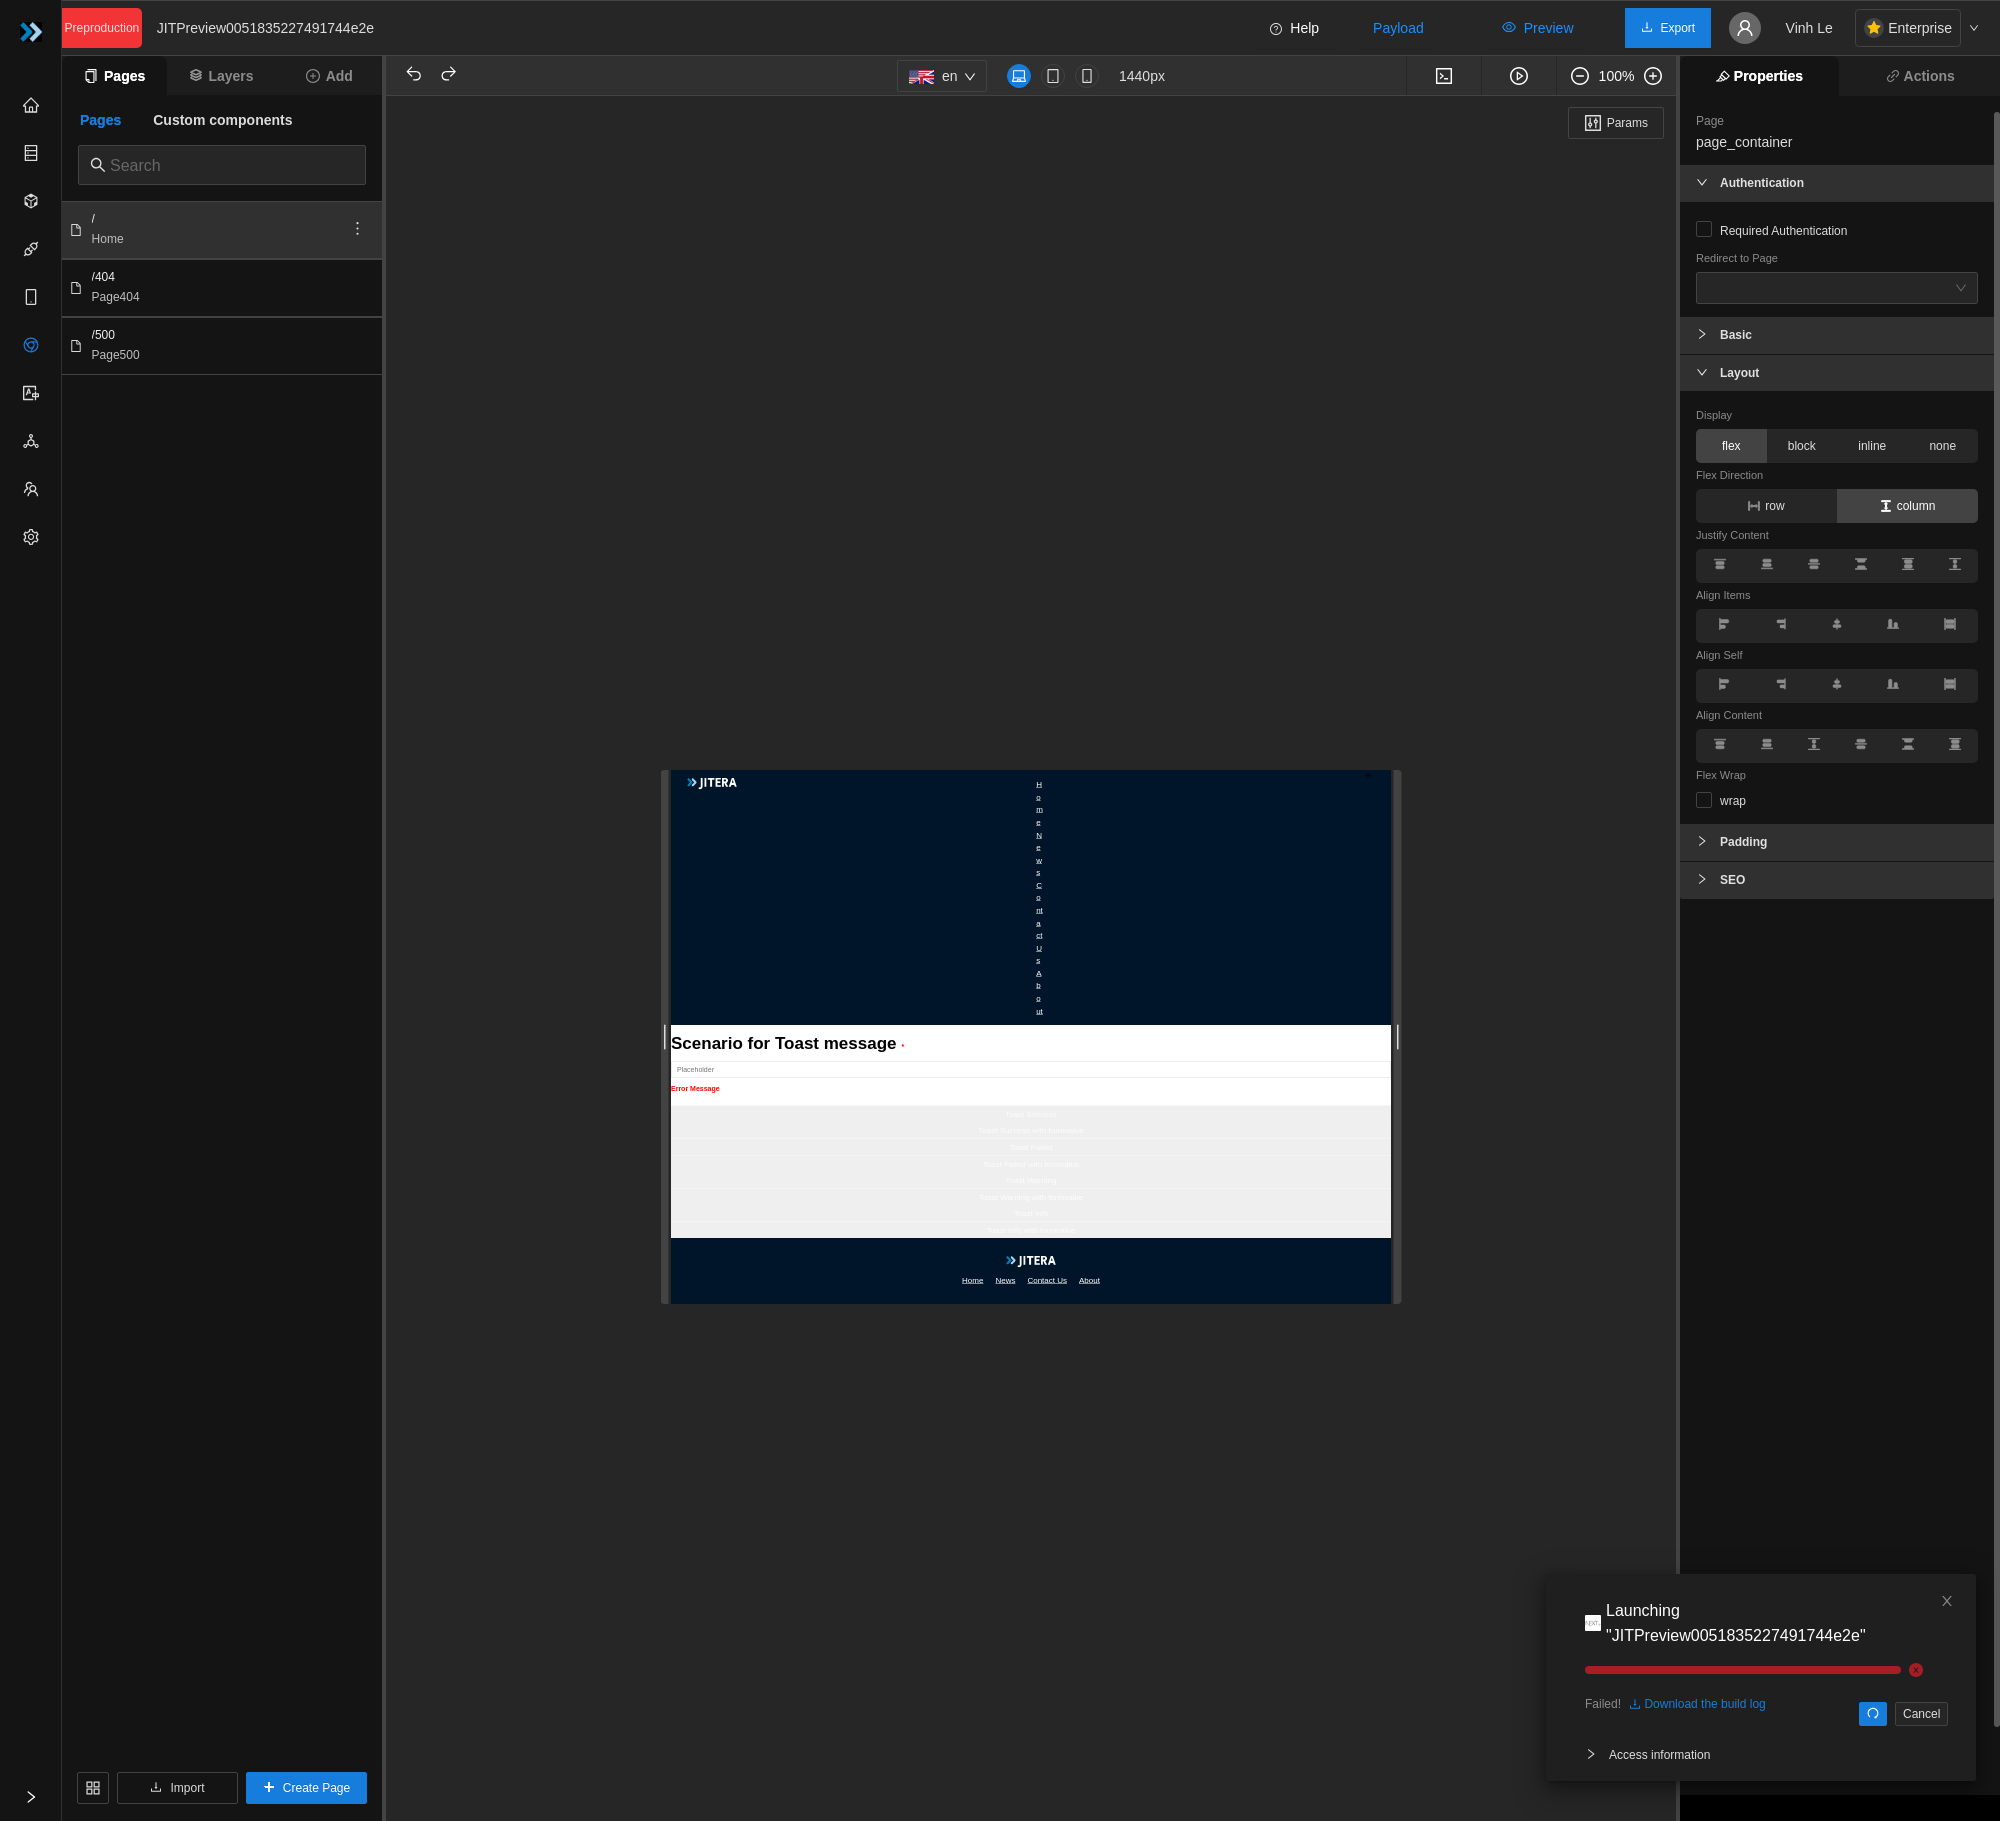 Preproduction
JITPreview0051835227491744e2e
Help
Payload
Preview
Export
Vinh Le
Enterprise
Pages
Layers
Add
en
1440px
100%
Properties
Actions
Pages
Custom components
Search
/
Home
/404
Page404
/500
Page500
Import
Create Page
Params
JITERA
H
o
m
e
N
e
w
s
C
o
nt
a
ct
U
s
A
b
o
ut
Scenario for Toast message *
Placeholder
Error Message
JITERA
Home News Contact Us About
Page
page_container
Authentication
Required Authentication
Redirect to Page
Basic
Layout
Display
flex block inline none
Flex Direction
row column
Justify Content
Align Items
Align Self
Align Content
Flex Wrap
wrap
Padding
SEO
Launching
"JITPreview0051835227491744e2e"
Failed! Download the build log
Cancel
Access information